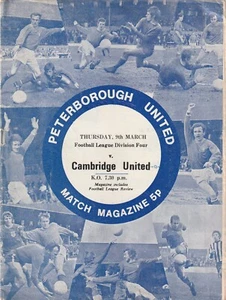 PETERBOROUGH UNITED
THURSDAY, 9th MARCH
Football League Division Four
v.
Cambridge United
K.O. 7.30 p.m.
Magazine includes
Football League Review
MATCH MAGAZINE 5p